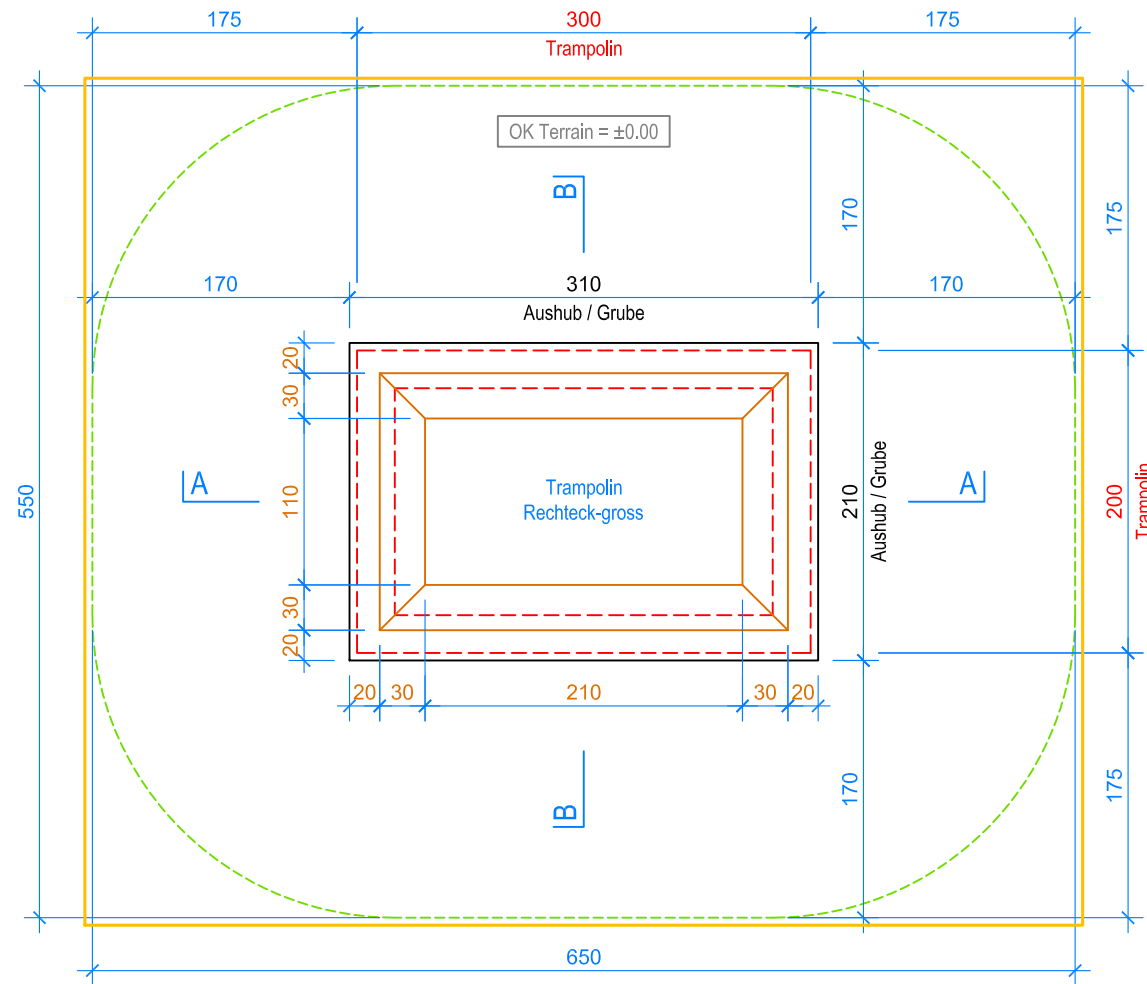 175 300 175
Trampolin
OK Terrain = ±0.00
B
170 175
170 310 170
Aushub / Grube
20
30
A A
550 110 Trampolin 210 Aushub / Grube 200 Trampolin
Rechteck-gross
30
20
20 30 210 30 20
B
170 175
650